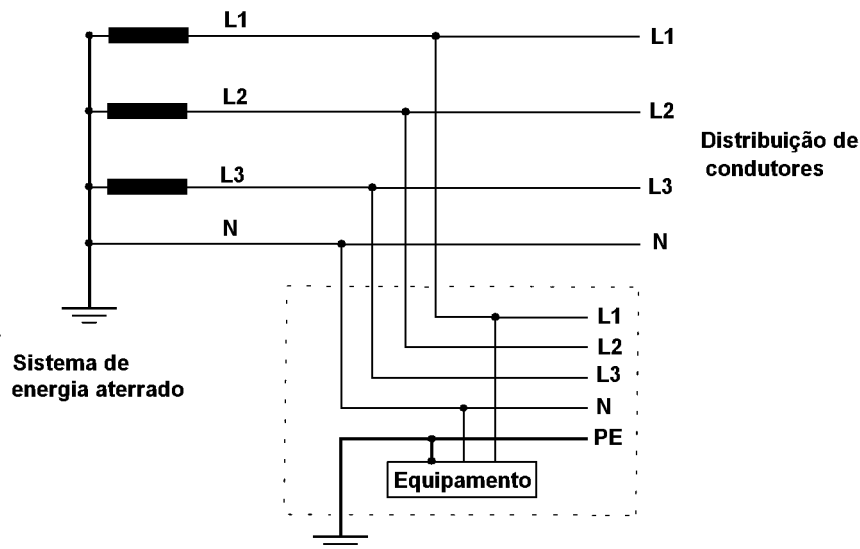 L1
L1
L2
L2
Distribuição de
condutores
L3
L3
N
N
L1
L2
L3
N
PE
Sistema de
energia aterrado
Equipamento